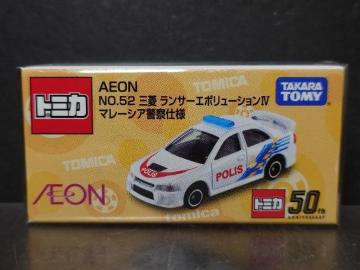 トミカ
AEON
NO.52 三菱 ランサーエボリューションⅣ
マレーシア警察仕様
TAKARA TOMY
TOMICA
TOMICA
POLIS
POLIS
ÆON
TOMICA
トミカ 50th
ANNIVERSARY